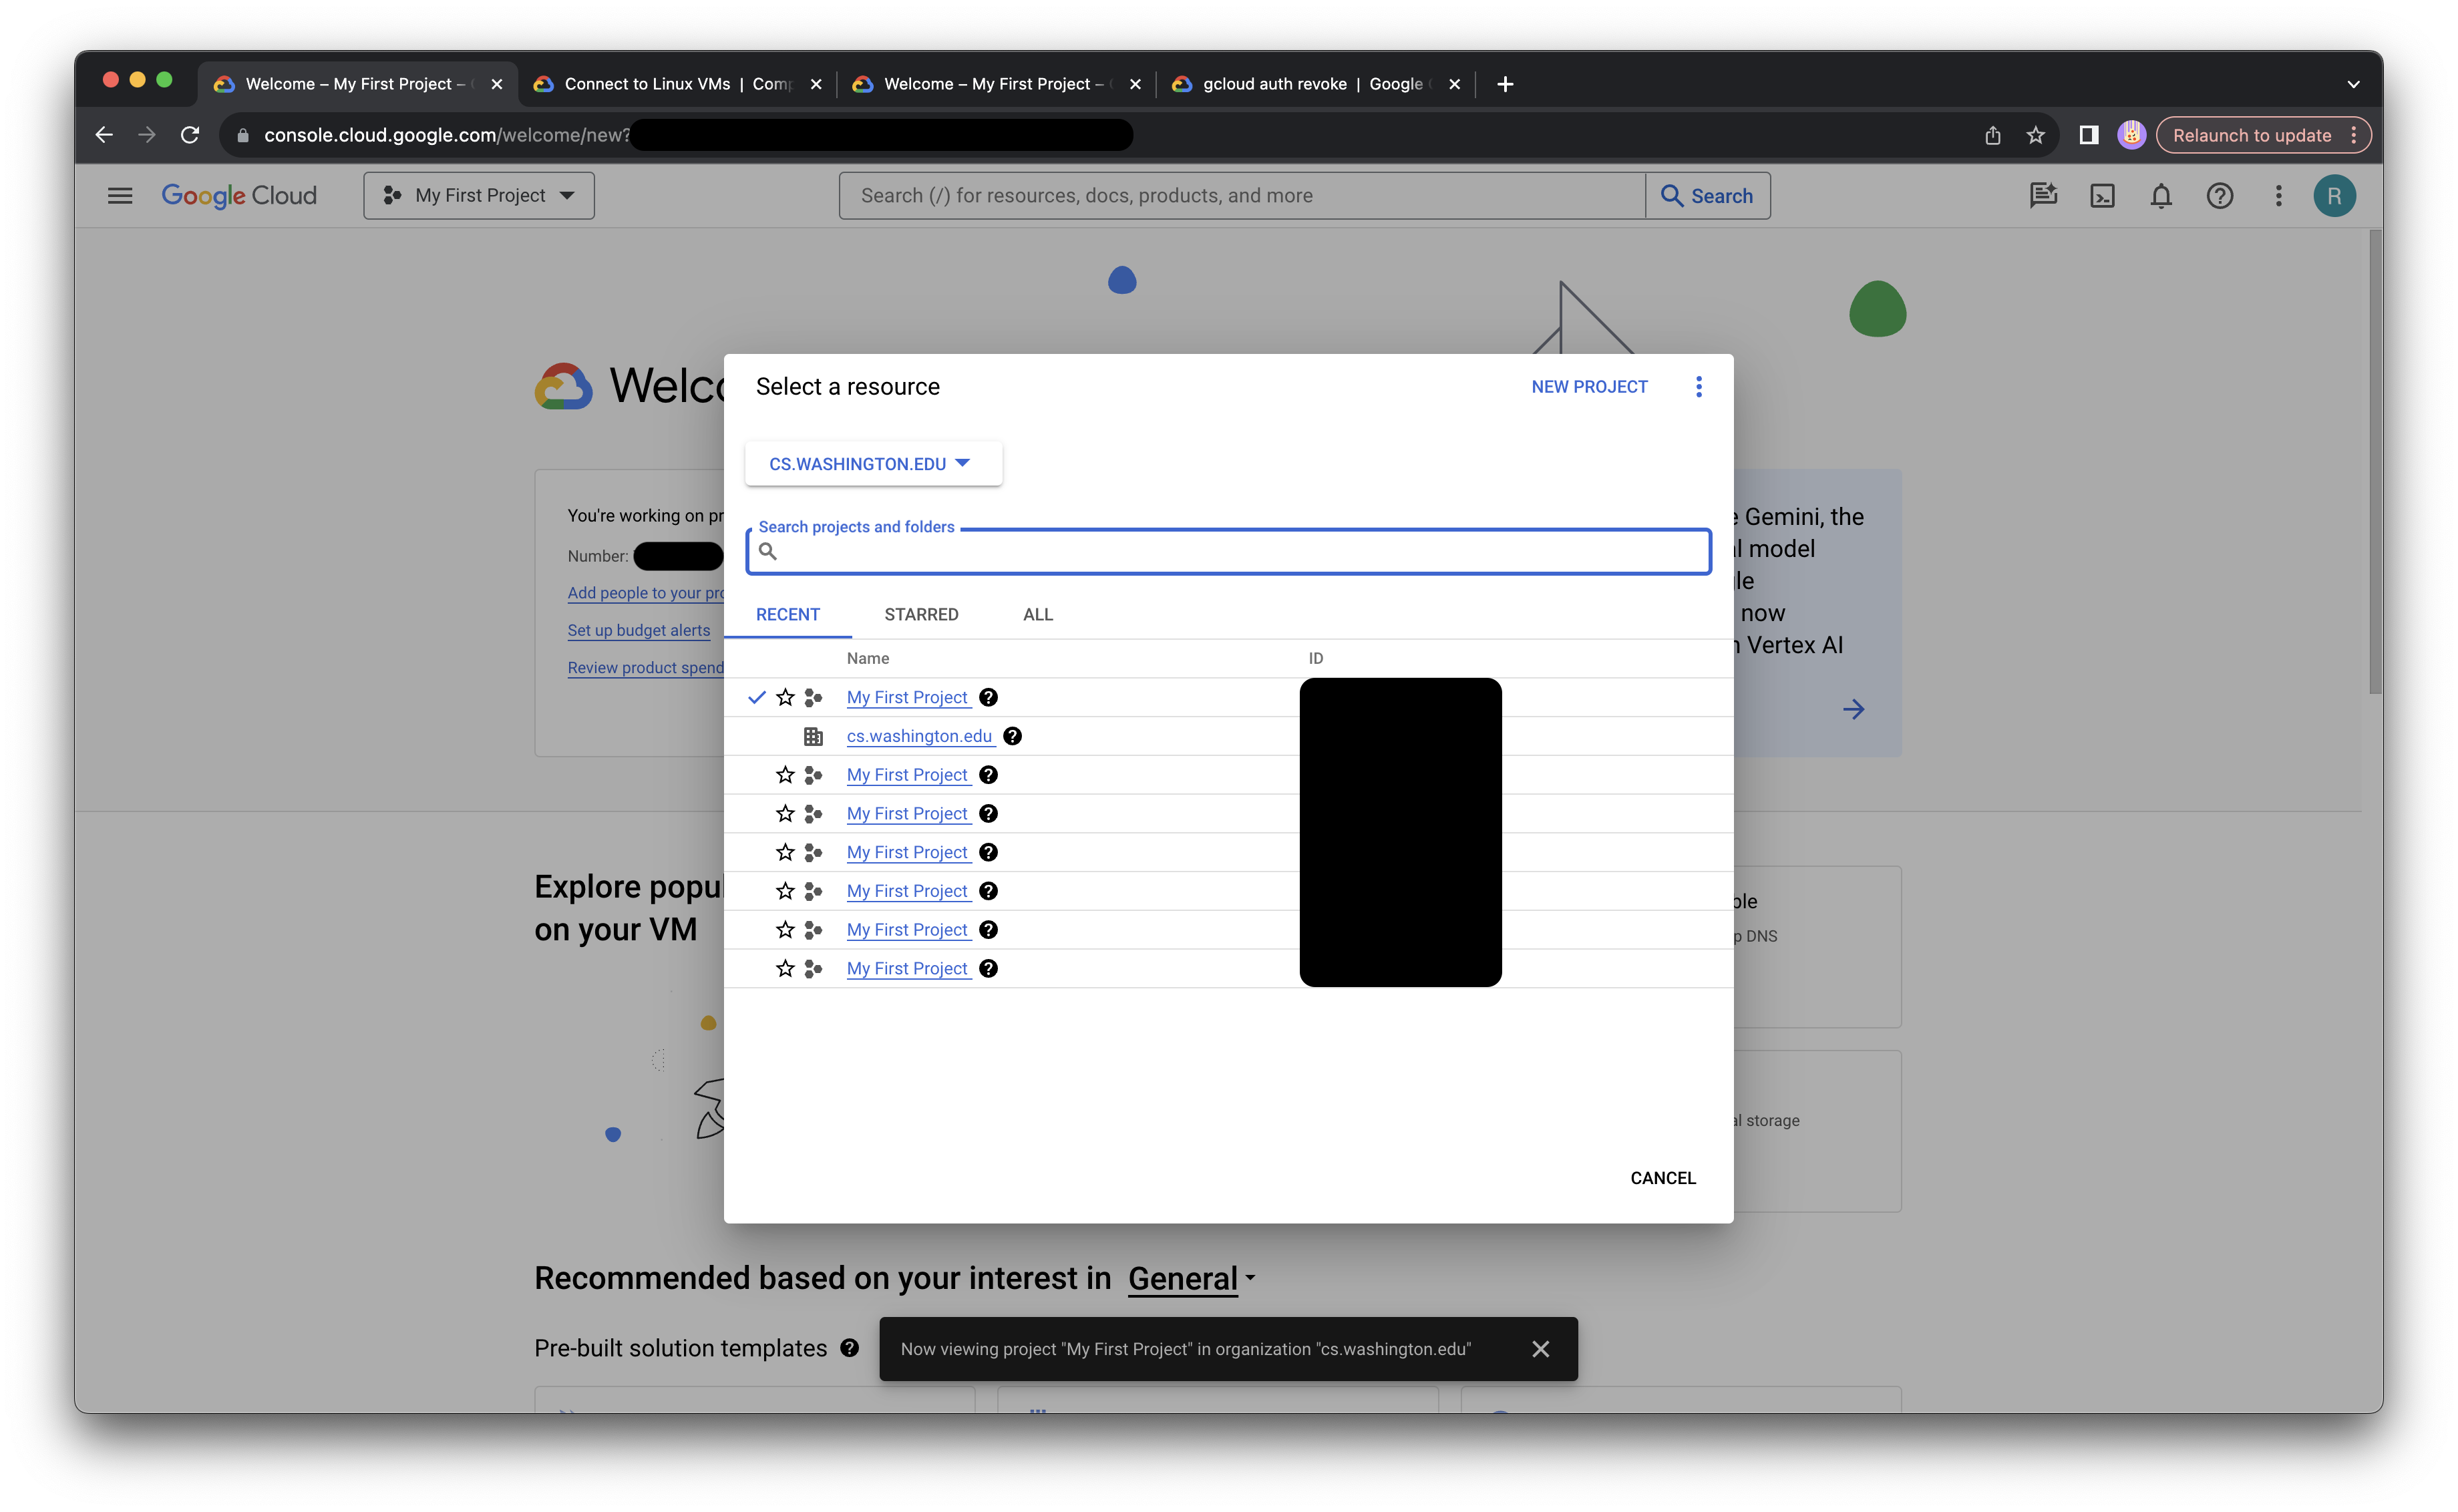 Welcome – My First Project –
Connect to Linux VMs | Comp
Welcome – My First Project –
gcloud auth revoke | Google
console.cloud.google.com/welcome/new?
Relaunch to update
Google Cloud
My First Project
Search (/) for resources, docs, products, and more
Search
R
Welco
Select a resource
NEW PROJECT
CS.WASHINGTON.EDU
You're working on pr
Number:
Add people to your pro
Set up budget alerts
Review product spend
Search projects and folders
RECENT
STARRED
ALL
Name
ID
My First Project
cs.washington.edu
My First Project
My First Project
My First Project
My First Project
My First Project
My First Project
CANCEL
Gemini, the
model
now
Vertex AI
Explore popul
on your VM
ble
DNS
storage
Recommended based on your interest in General
Pre-built solution templates
Now viewing project "My First Project" in organization "cs.washington.edu"